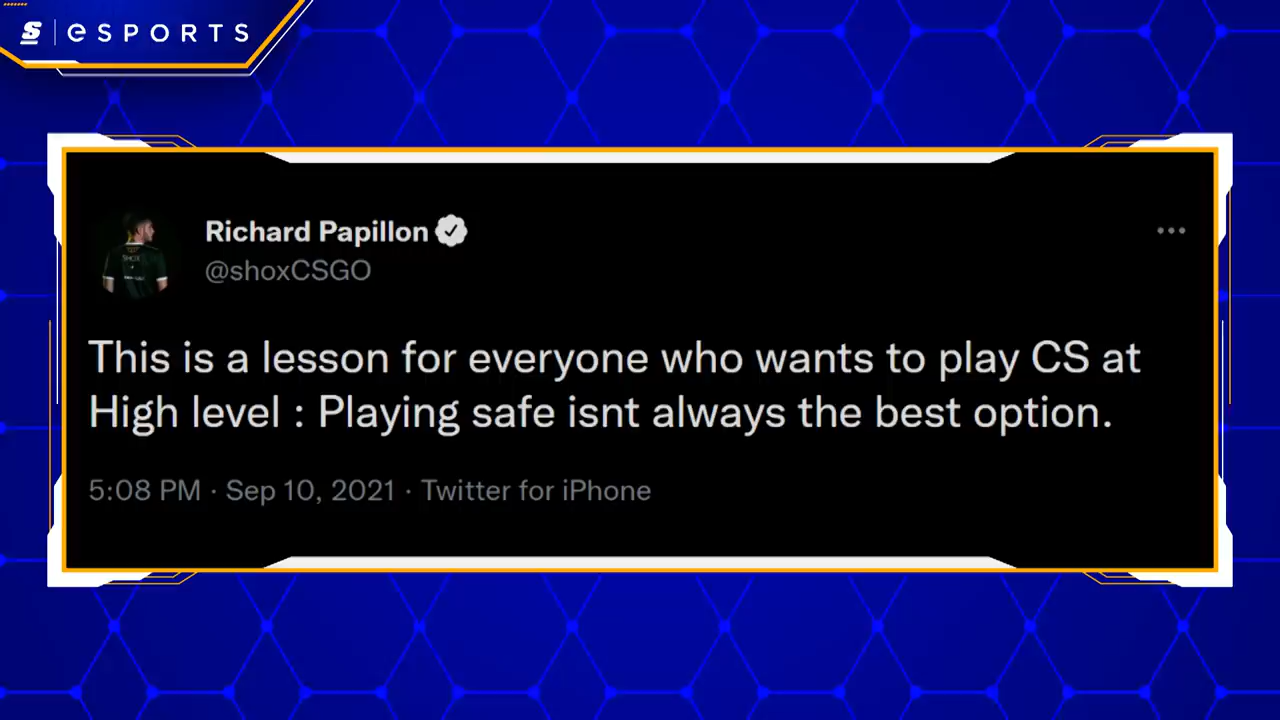 eSPORTS
Richard Papillon
@shoxCSGO
This is a lesson for everyone who wants to play CS at
High level : Playing safe isnt always the best option.
5:08 PM · Sep 10, 2021 · Twitter for iPhone